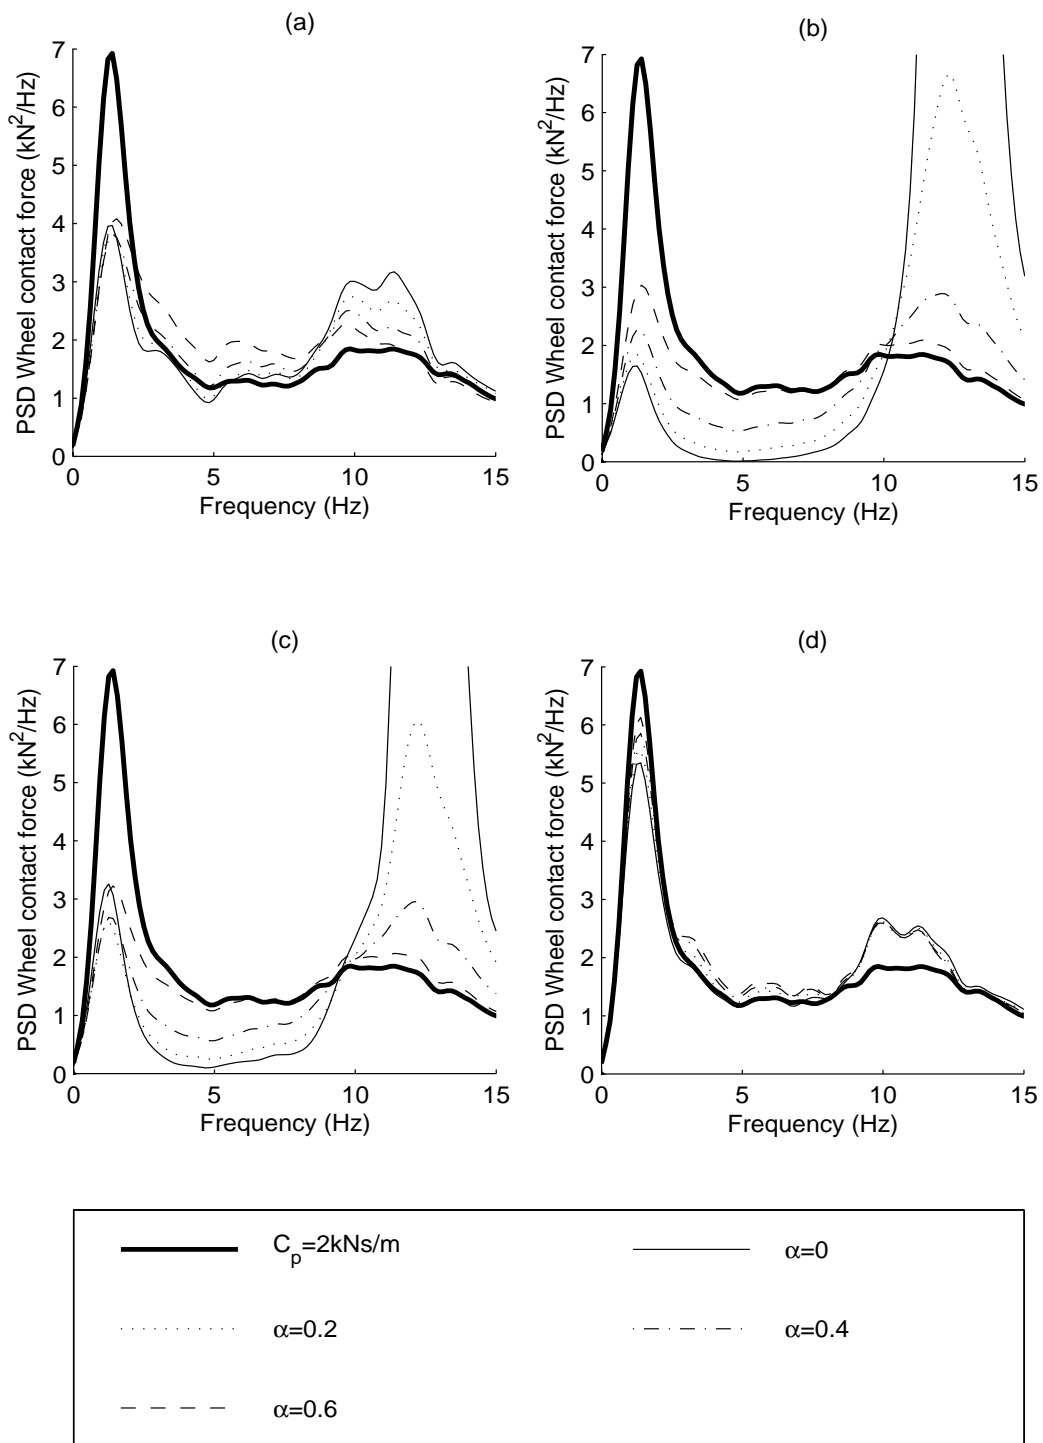 (a)
7
6
5
4
3
2
1
0
0 5 10 15
PSD Wheel contact force (kN²/Hz)
Frequency (Hz)
(b)
7
6
5
4
3
2
1
0
0 5 10 15
PSD Wheel contact force (kN²/Hz)
Frequency (Hz)
(c)
7
6
5
4
3
2
1
0
0 5 10 15
PSD Wheel contact force (kN²/Hz)
Frequency (Hz)
(d)
7
6
5
4
3
2
1
0
0 5 10 15
PSD Wheel contact force (kN²/Hz)
Frequency (Hz)
C_p=2kNs/m
α=0
α=0.2
α=0.4
α=0.6